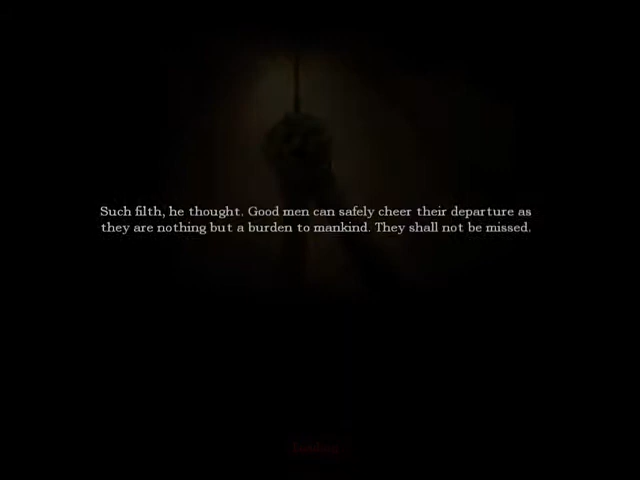 Such filth, he thought. Good men can safely cheer their departure as
they are nothing but a burden to mankind. They shall not be missed.